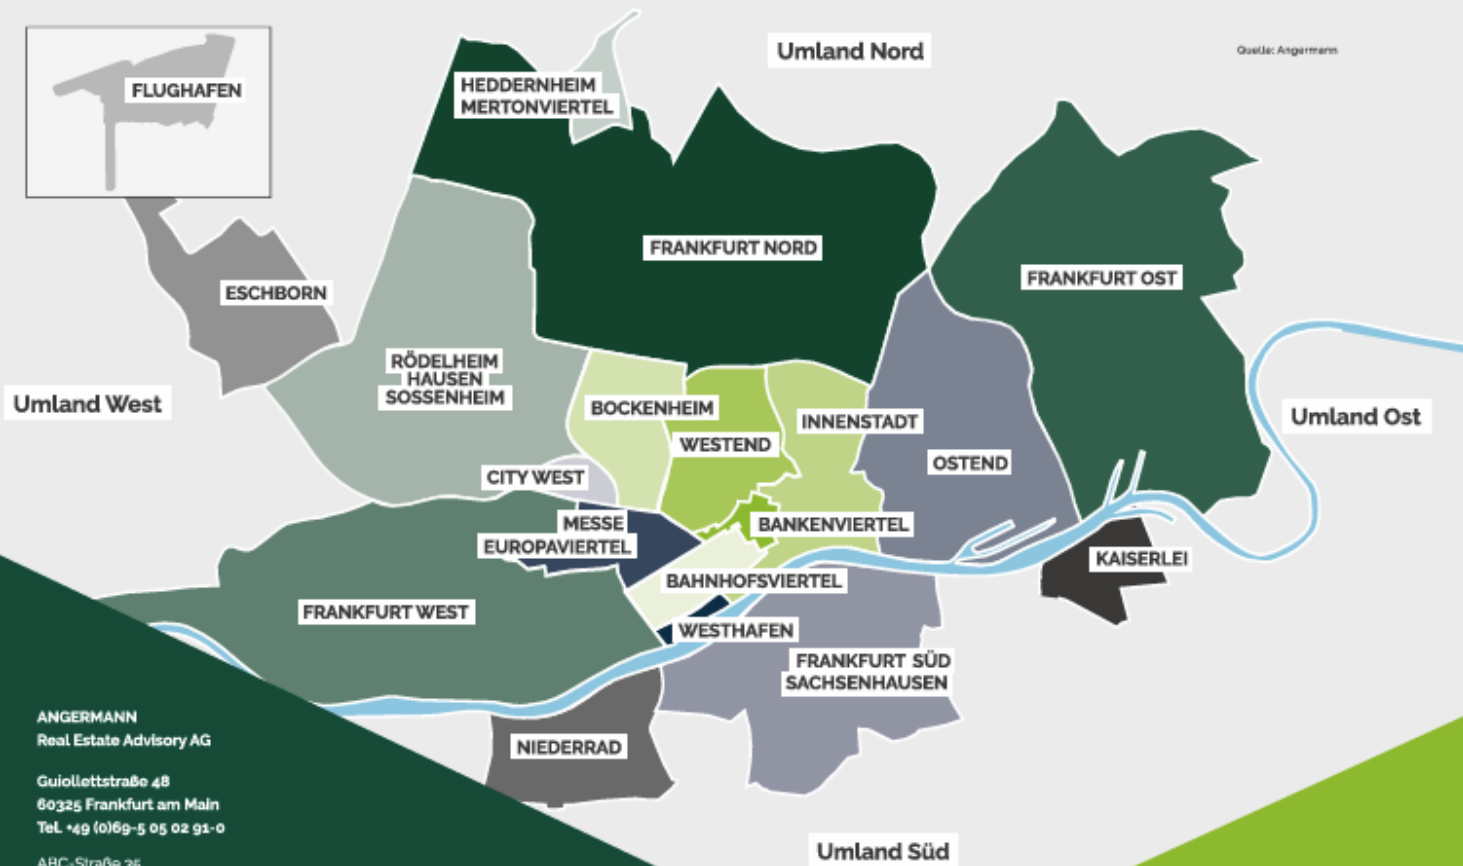 Umland Nord
Quelle: Angermann
FLUGHAFEN
HEDDERNHEIM
MERTONVIERTEL
FRANKFURT NORD
FRANKFURT OST
ESCHBORN
RÖDELHEIM
HAUSEN
SOSSENHEIM
Umland West
BOCKENHEIM
INNENSTADT
Umland Ost
WESTEND
OSTEND
CITY WEST
MESSE
EUROPAVIERTEL
BANKENVIERTEL
KAISERLEI
BAHNHOFSVIERTEL
FRANKFURT WEST
WESTHAFEN
FRANKFURT SÜD
SACHSENHAUSEN
NIEDERRAD
ANGERMANN
Real Estate Advisory AG
Guiollettstraße 48
60325 Frankfurt am Main
Tel. +49 (0)69-5 05 02 91-0
ABC-Straße 35
Umland Süd